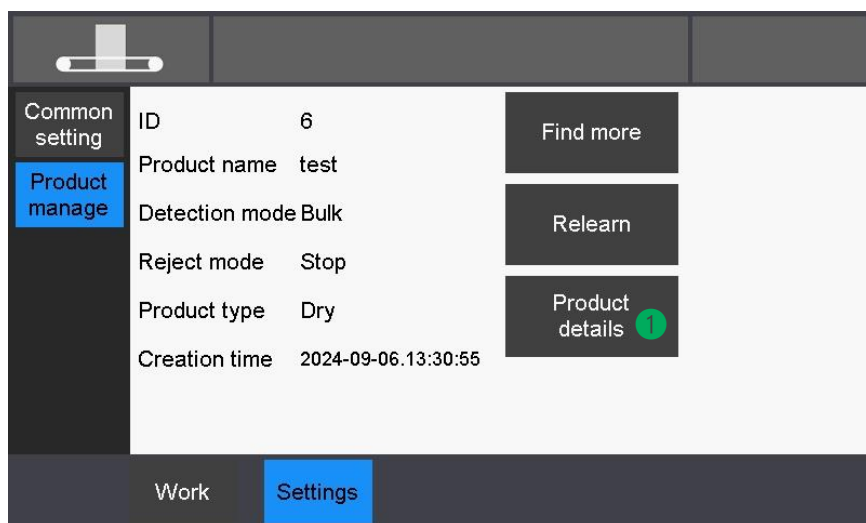 Common
setting
Product
manage
ID 6
Product name test
Detection mode Bulk
Reject mode Stop
Product type Dry
Creation time 2024-09-06.13:30:55
Find more
Relearn
Product
details 1
Work
Settings